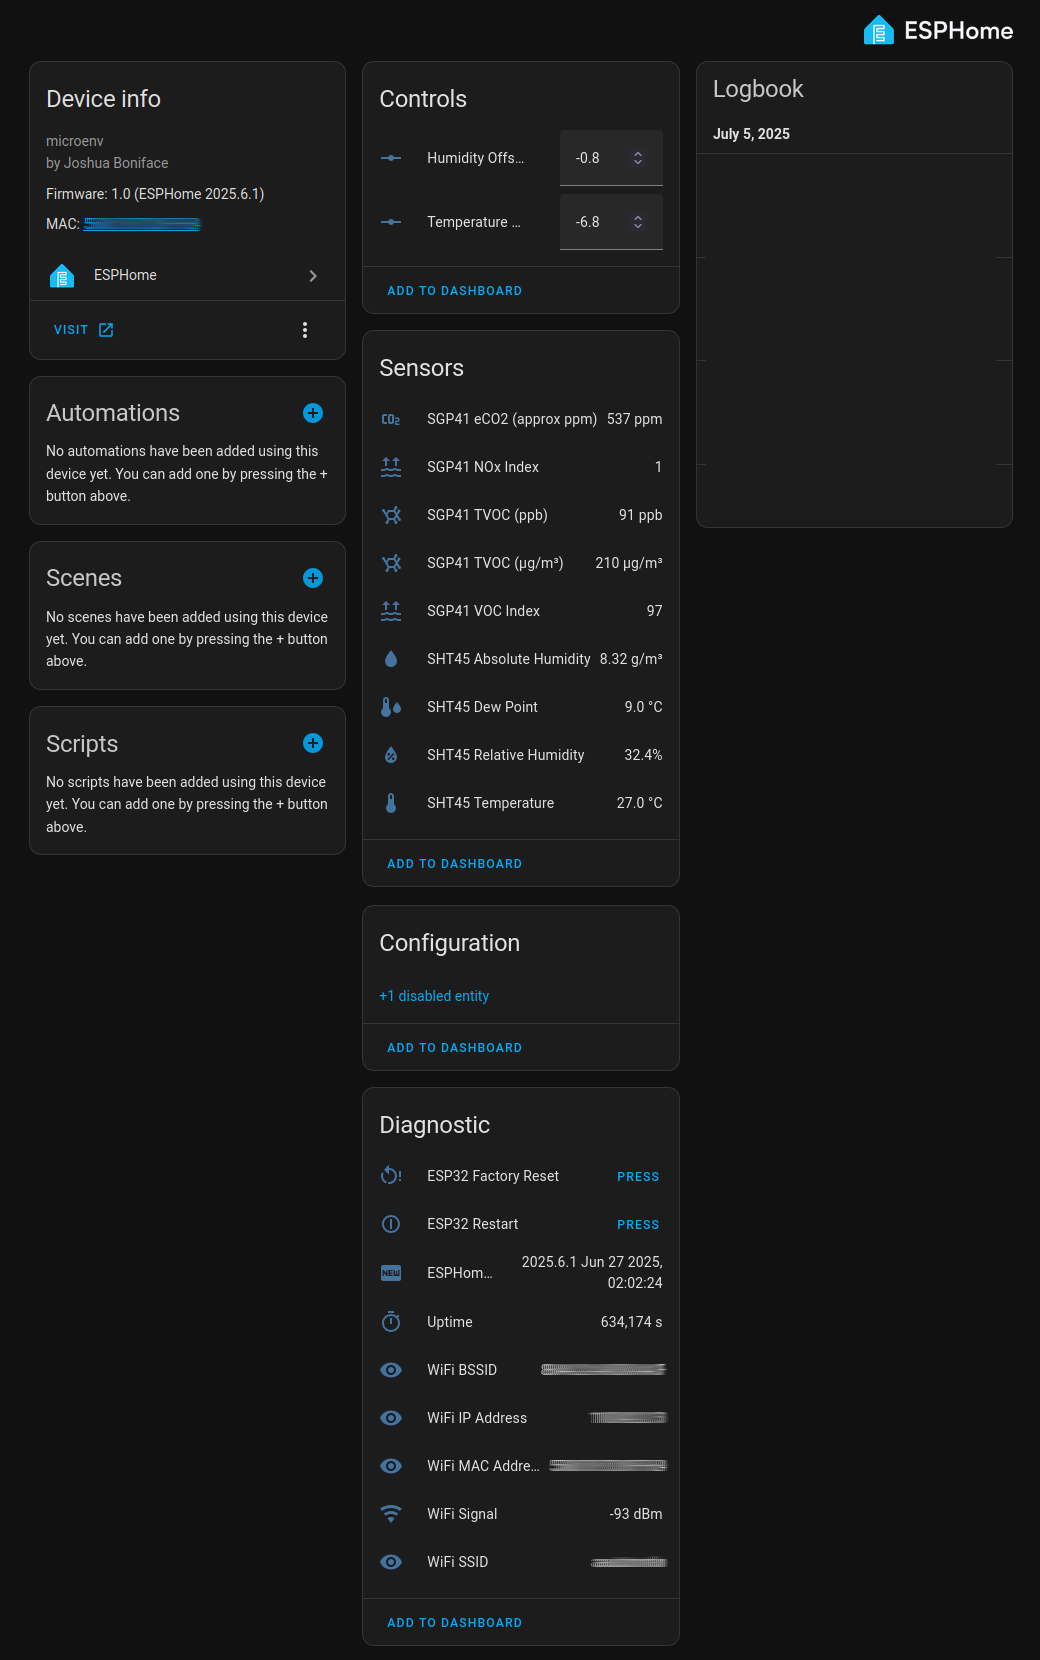 ESPHome
Device info
microenv
by Joshua Boniface
Firmware: 1.0 (ESPHome 2025.6.1)
MAC:
ESPHome
VISIT
Automations
No automations have been added using this
device yet. You can add one by pressing the +
button above.
Scenes
No scenes have been added using this device
yet. You can add one by pressing the + button
above.
Scripts
No scripts have been added using this device
yet. You can add one by pressing the + button
above.
Controls
Humidity Offs... -0.8
Temperature ... -6.8
ADD TO DASHBOARD
Sensors
CO2 SGP41 eCO2 (approx ppm) 537 ppm
SGP41 NOx Index 1
SGP41 TVOC (ppb) 91 ppb
SGP41 TVOC (µg/m³) 210 µg/m³
SGP41 VOC Index 97
SHT45 Absolute Humidity 8.32 g/m³
SHT45 Dew Point 9.0 °C
SHT45 Relative Humidity 32.4%
SHT45 Temperature 27.0 °C
ADD TO DASHBOARD
Configuration
+1 disabled entity
ADD TO DASHBOARD
Diagnostic
ESP32 Factory Reset PRESS
ESP32 Restart PRESS
NEW ESPHom... 2025.6.1 Jun 27 2025,
02:02:24
Uptime 634,174 s
WiFi BSSID
WiFi IP Address
WiFi MAC Addre...
WiFi Signal -93 dBm
WiFi SSID
ADD TO DASHBOARD
Logbook
July 5, 2025